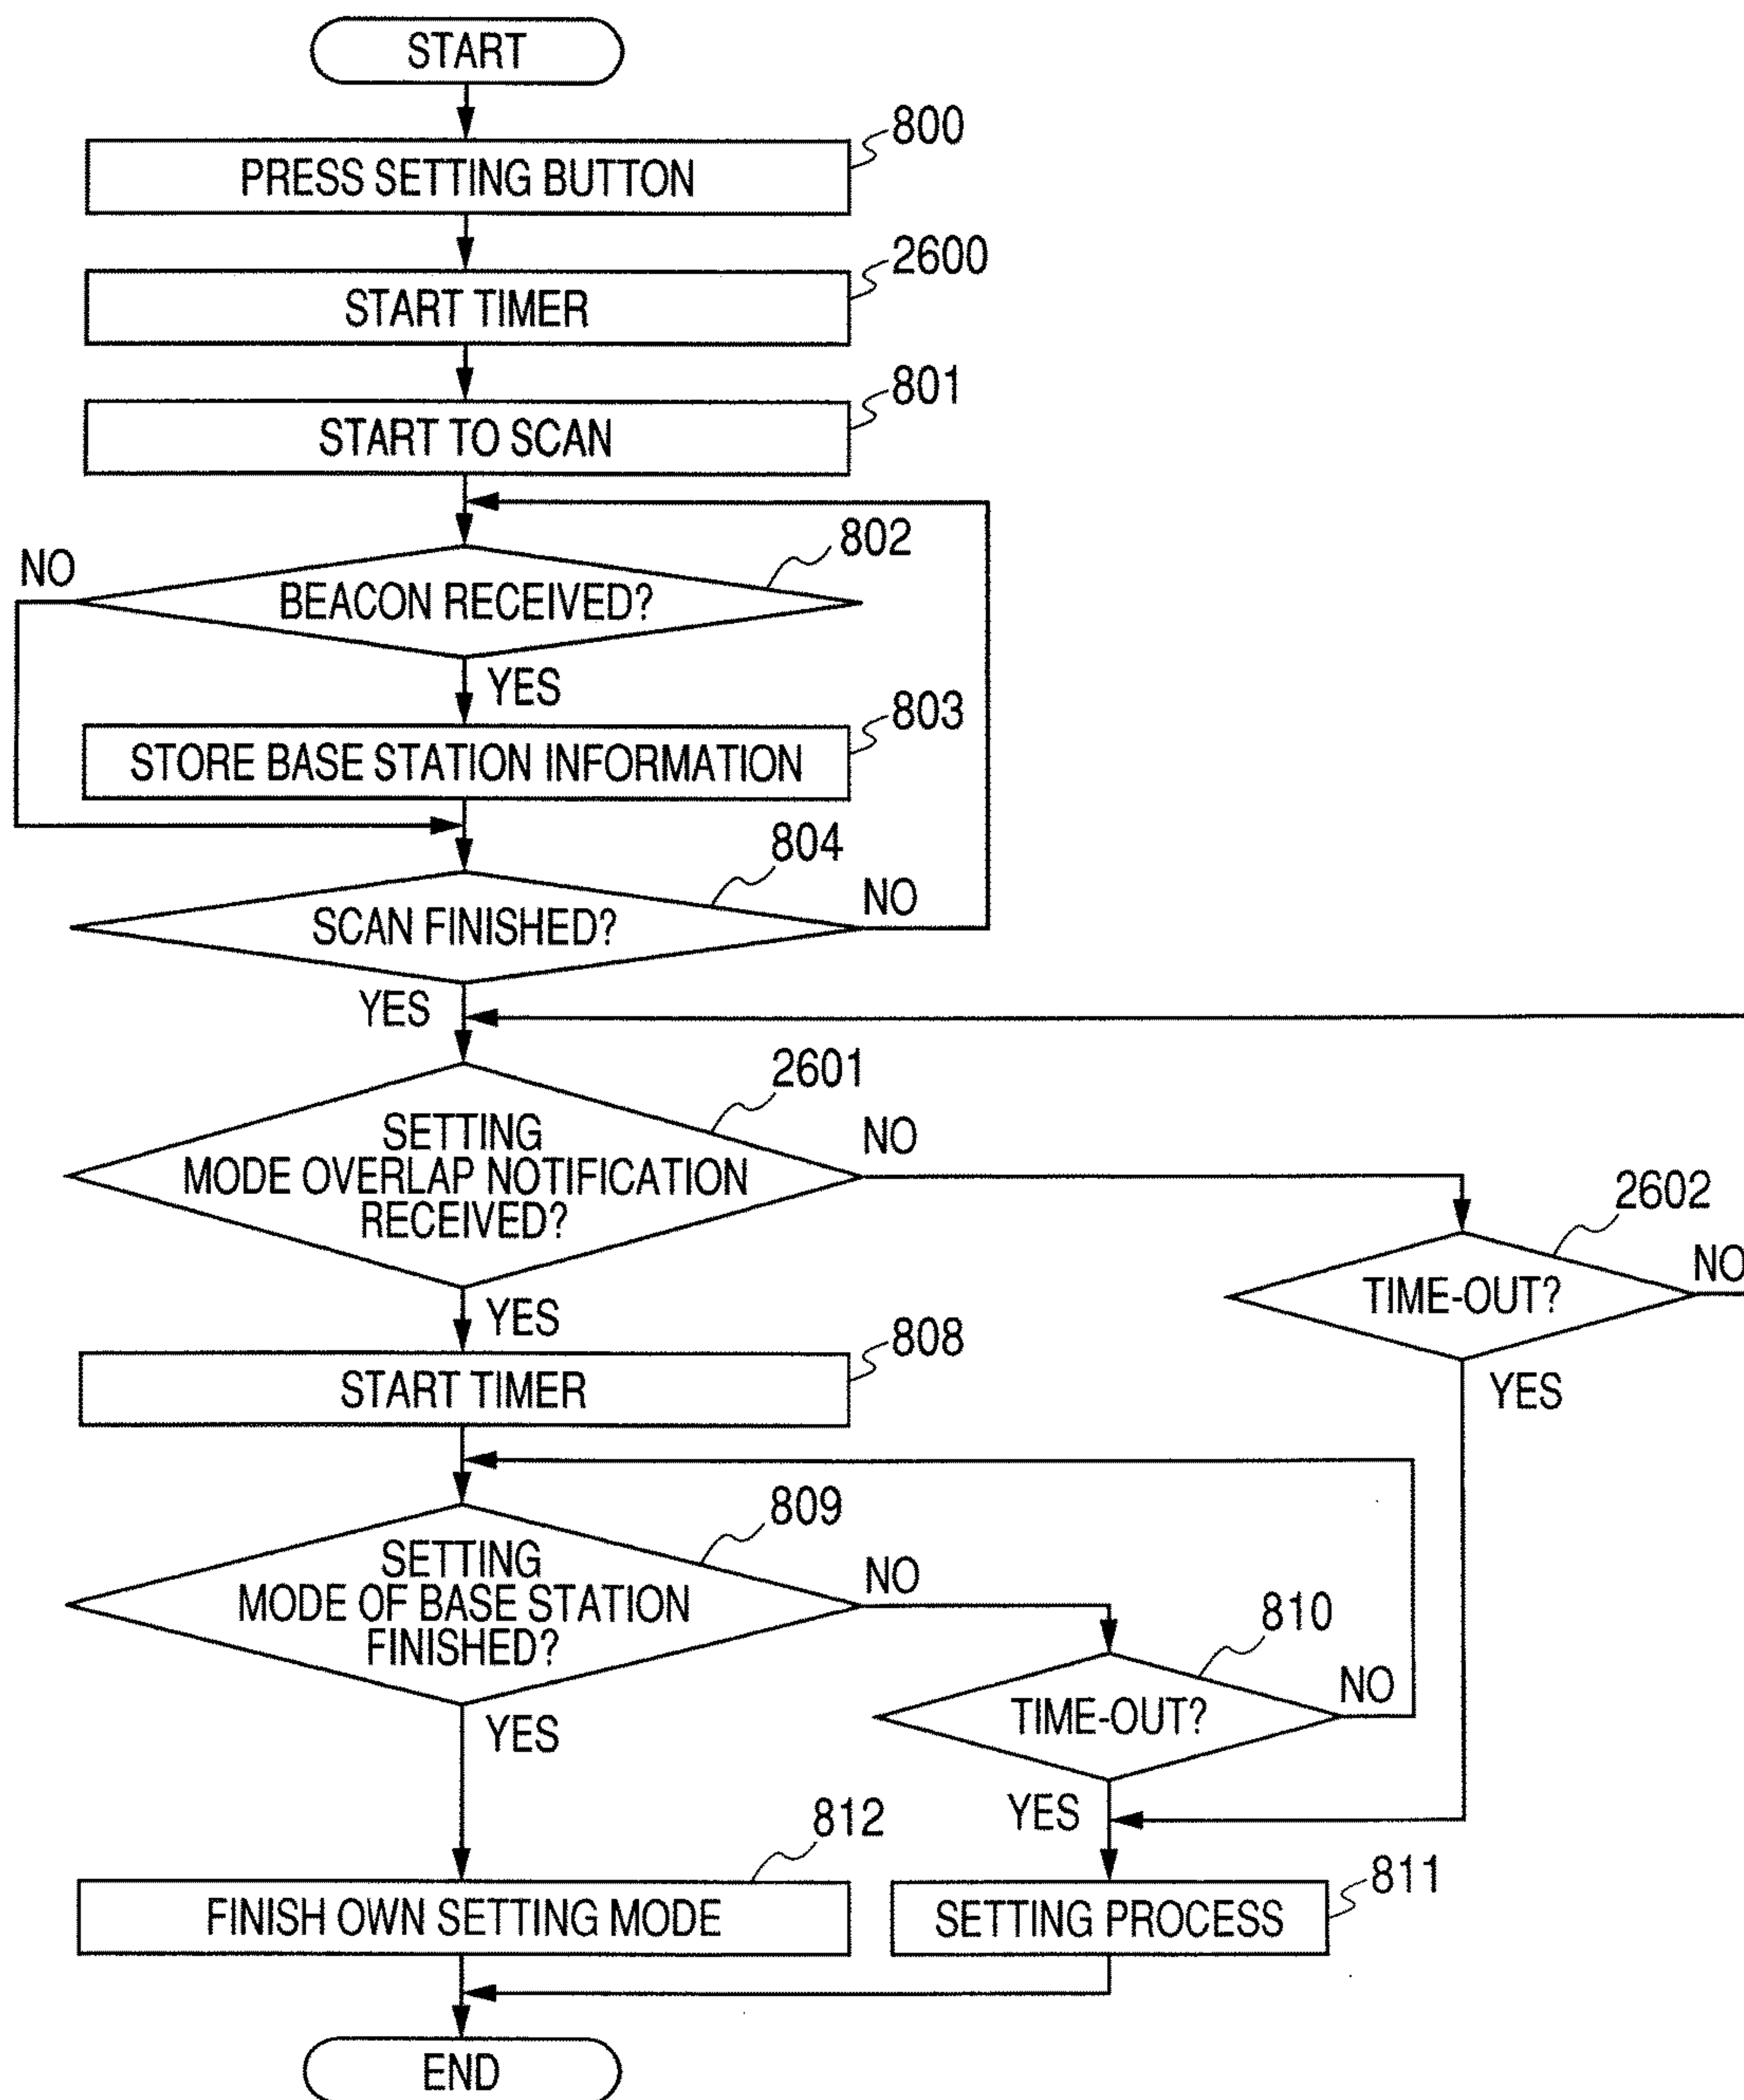 START
800
PRESS SETTING BUTTON
2600
START TIMER
801
START TO SCAN
802
NO
BEACON RECEIVED?
YES
803
STORE BASE STATION INFORMATION
804
NO
SCAN FINISHED?
YES
2601
SETTING
MODE OVERLAP NOTIFICATION
RECEIVED?
NO
2602
TIME-OUT?
NO
YES
YES
808
START TIMER
809
SETTING
MODE OF BASE STATION
FINISHED?
NO
810
TIME-OUT?
NO
YES
YES
812
FINISH OWN SETTING MODE
811
SETTING PROCESS
END